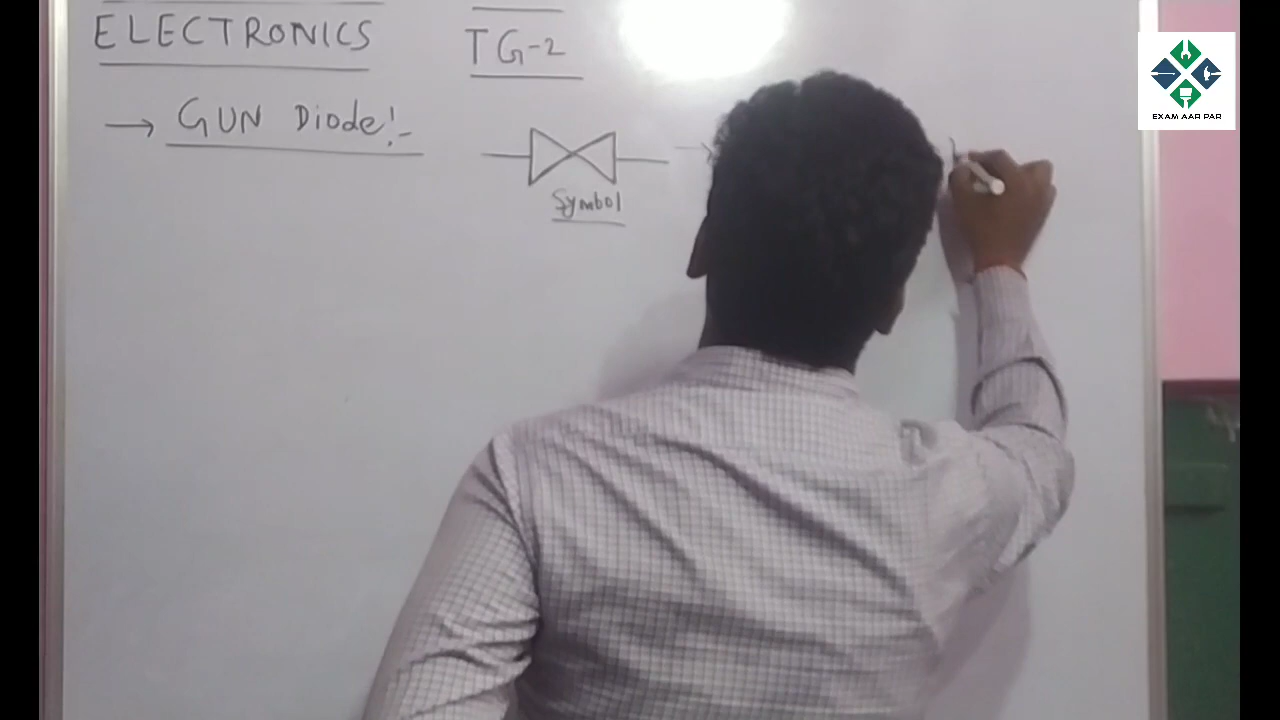 ELECTRONICS TG-2
→ GUN Diode:-
Symbol
EXAM AAR PAR